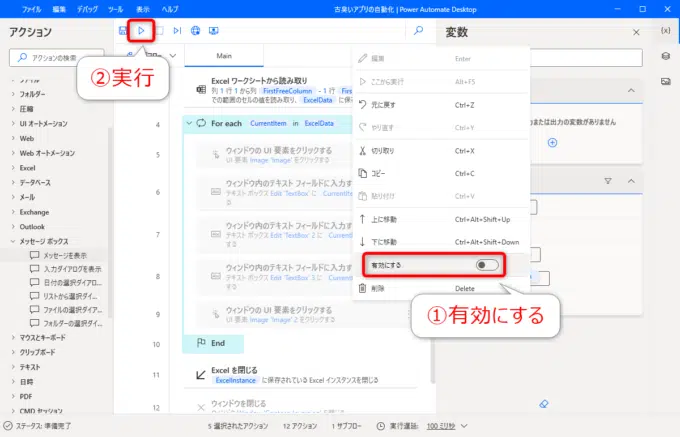 ファイル 編集 デバッグ ツール 表示 ヘルプ
古臭いアプリの自動化 | Power Automate Desktop
アクション
アクションの検索
フォルダー
圧縮
UI オートメーション
Web
Web オートメーション
Excel
データベース
メール
Exchange
Outlook
メッセージ ボックス
メッセージを表示
入力ダイアログを表示
日付の選択ダイアロ...
リストから選択ダイ...
ファイルの選択ダイ...
フォルダーの選択ダ...
マウスとキーボード
クリップボード
テキスト
日時
PDF
CMD セッション
②実行
Main
Excel ワークシートから読み取り
列 1 行 1 から列 FirstFreeColumn - 1 行
での範囲のセルの値を読み取り、ExcelData に保
4
For each CurrentItem in ExcelData
5
ウィンドウの UI 要素をクリックする
UI 要素 Image 'Image' をクリックする
6
ウィンドウ内のテキスト フィールドに入力す
テキスト ボックス Edit 'TextBox' に Current
する
7
ウィンドウ内のテキスト フィールドに入力す
テキスト ボックス Edit 'TextBox' 2 に Current
する
8
ウィンドウ内のテキスト フィールドに入力す
テキスト ボックス Edit 'TextBox' 3 に Current
する
9
ウィンドウの UI 要素をクリックする
UI 要素 Image 'Image' 2 をクリックする
10
End
11
Excel を閉じる
ExcelInstance に保存されている Excel インスタンスを閉じる
12
ウィンドウを閉じる
編集 Enter
ここから実行 Alt+F5
元に戻す Ctrl+Z
やり直す Ctrl+Y
切り取り Ctrl+X
コピー Ctrl+C
貼り付け Ctrl+V
上に移動 Ctrl+Alt+Shift+Up
下に移動 Ctrl+Alt+Shift+Down
有効にする
削除 Delete
①有効にする
変数
{x}
または出力の変数がありません
ステータス: 準備完了
5 選択されたアクション
12 アクション
1 サブフロー
実行遅延: 100 ミリ秒